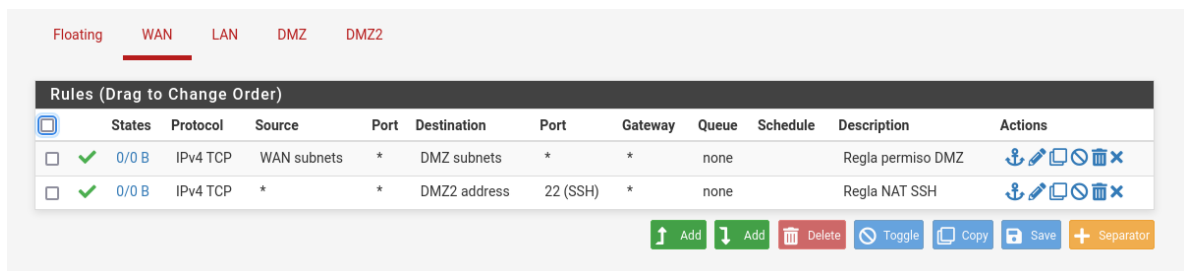 Floating WAN LAN DMZ DMZ2
Rules (Drag to Change Order)
States Protocol Source Port Destination Port Gateway Queue Schedule Description Actions
0/0 B IPv4 TCP WAN subnets * DMZ subnets * * none Regla permiso DMZ
0/0 B IPv4 TCP * * DMZ2 address 22 (SSH) * none Regla NAT SSH
Add Add Delete Toggle Copy Save Separator